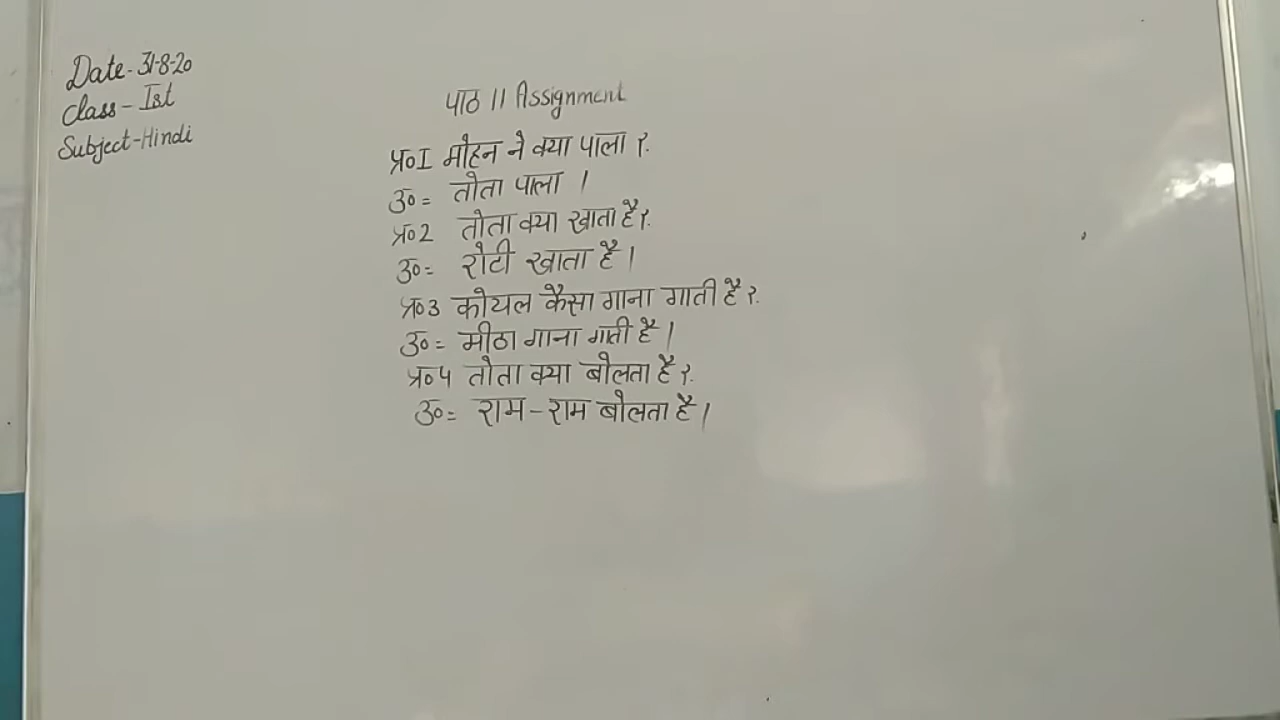 Date- 31-8-20
Class- Ist
Subject-Hindi
पाठ 11 Assignment
प्र०1 मोहन ने क्या पाला ?
उ०= तोता पाला ।
प्र०2 तोता क्या खाता है ?
उ०= रोटी खाता है ।
प्र०3 कोयल कैसा गाना गाती है ?
उ०= मीठा गाना गाती है ।
प्र०4 तोता क्या बोलता है ?
उ०= राम-राम बोलता है ।